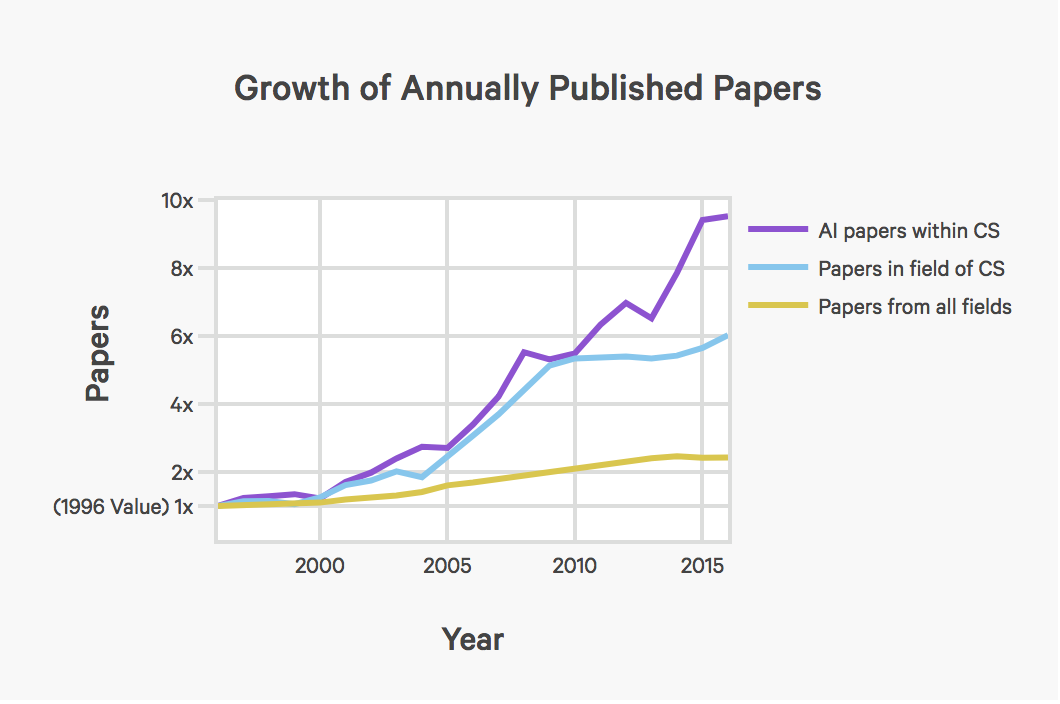 Growth of Annually Published Papers
10x
8x
6x
4x
2x
(1996 Value) 1x
Papers
2000 2005 2010 2015
Year
AI papers within CS
Papers in field of CS
Papers from all fields